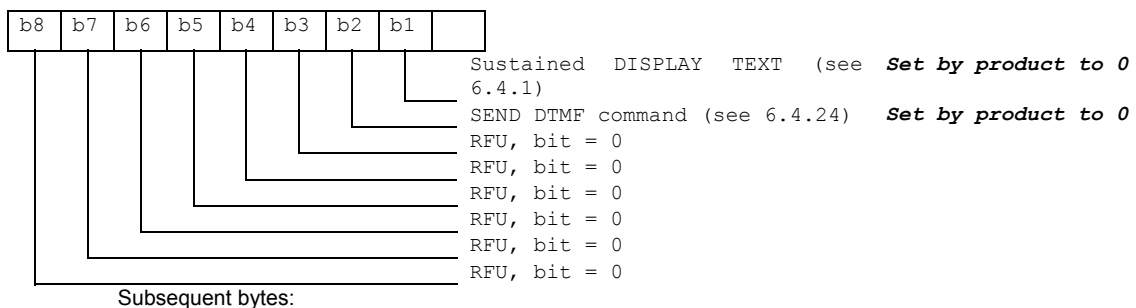 b8 b7 b6 b5 b4 b3 b2 b1
Sustained DISPLAY TEXT (see Set by product to 0
6.4.1)
SEND DTMF command (see 6.4.24) Set by product to 0
RFU, bit = 0
RFU, bit = 0
RFU, bit = 0
RFU, bit = 0
RFU, bit = 0
RFU, bit = 0
Subsequent bytes: